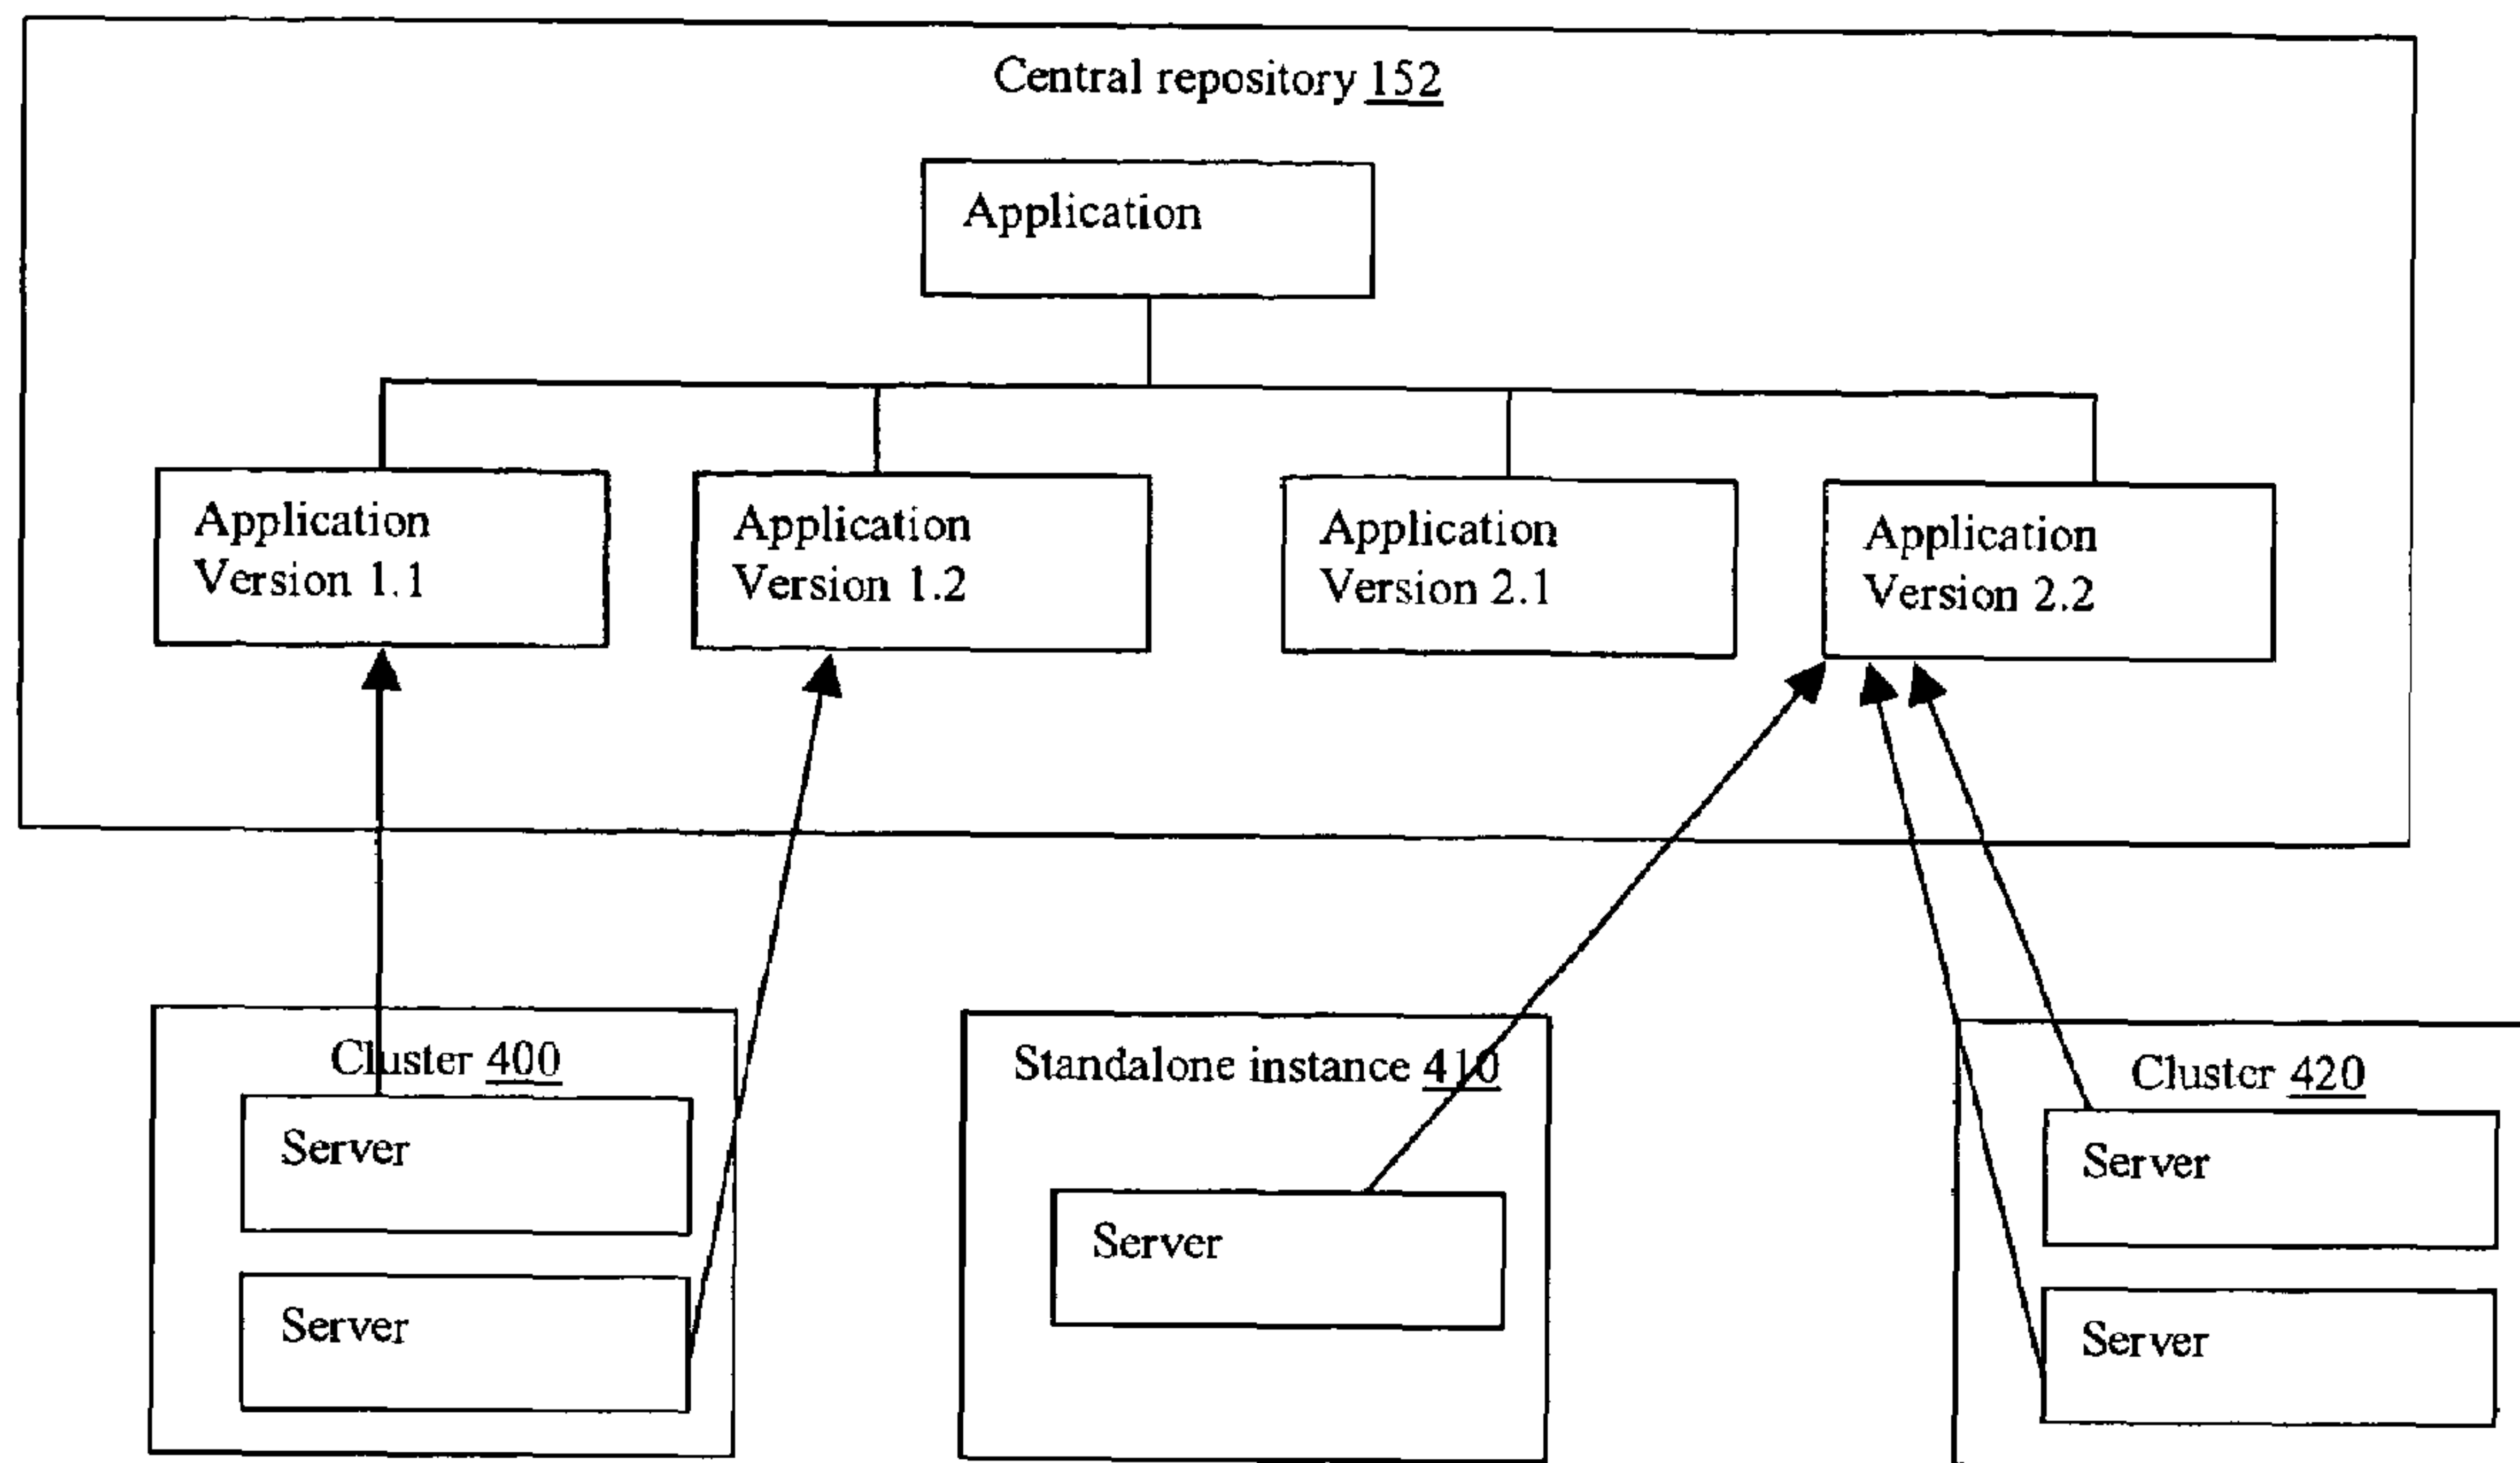 Central repository 152
Application
Application
Version 1.1
Application
Version 1.2
Application
Version 2.1
Application
Version 2.2
Cluster 400
Server
Server
Standalone instance 410
Server
Cluster 420
Server
Server